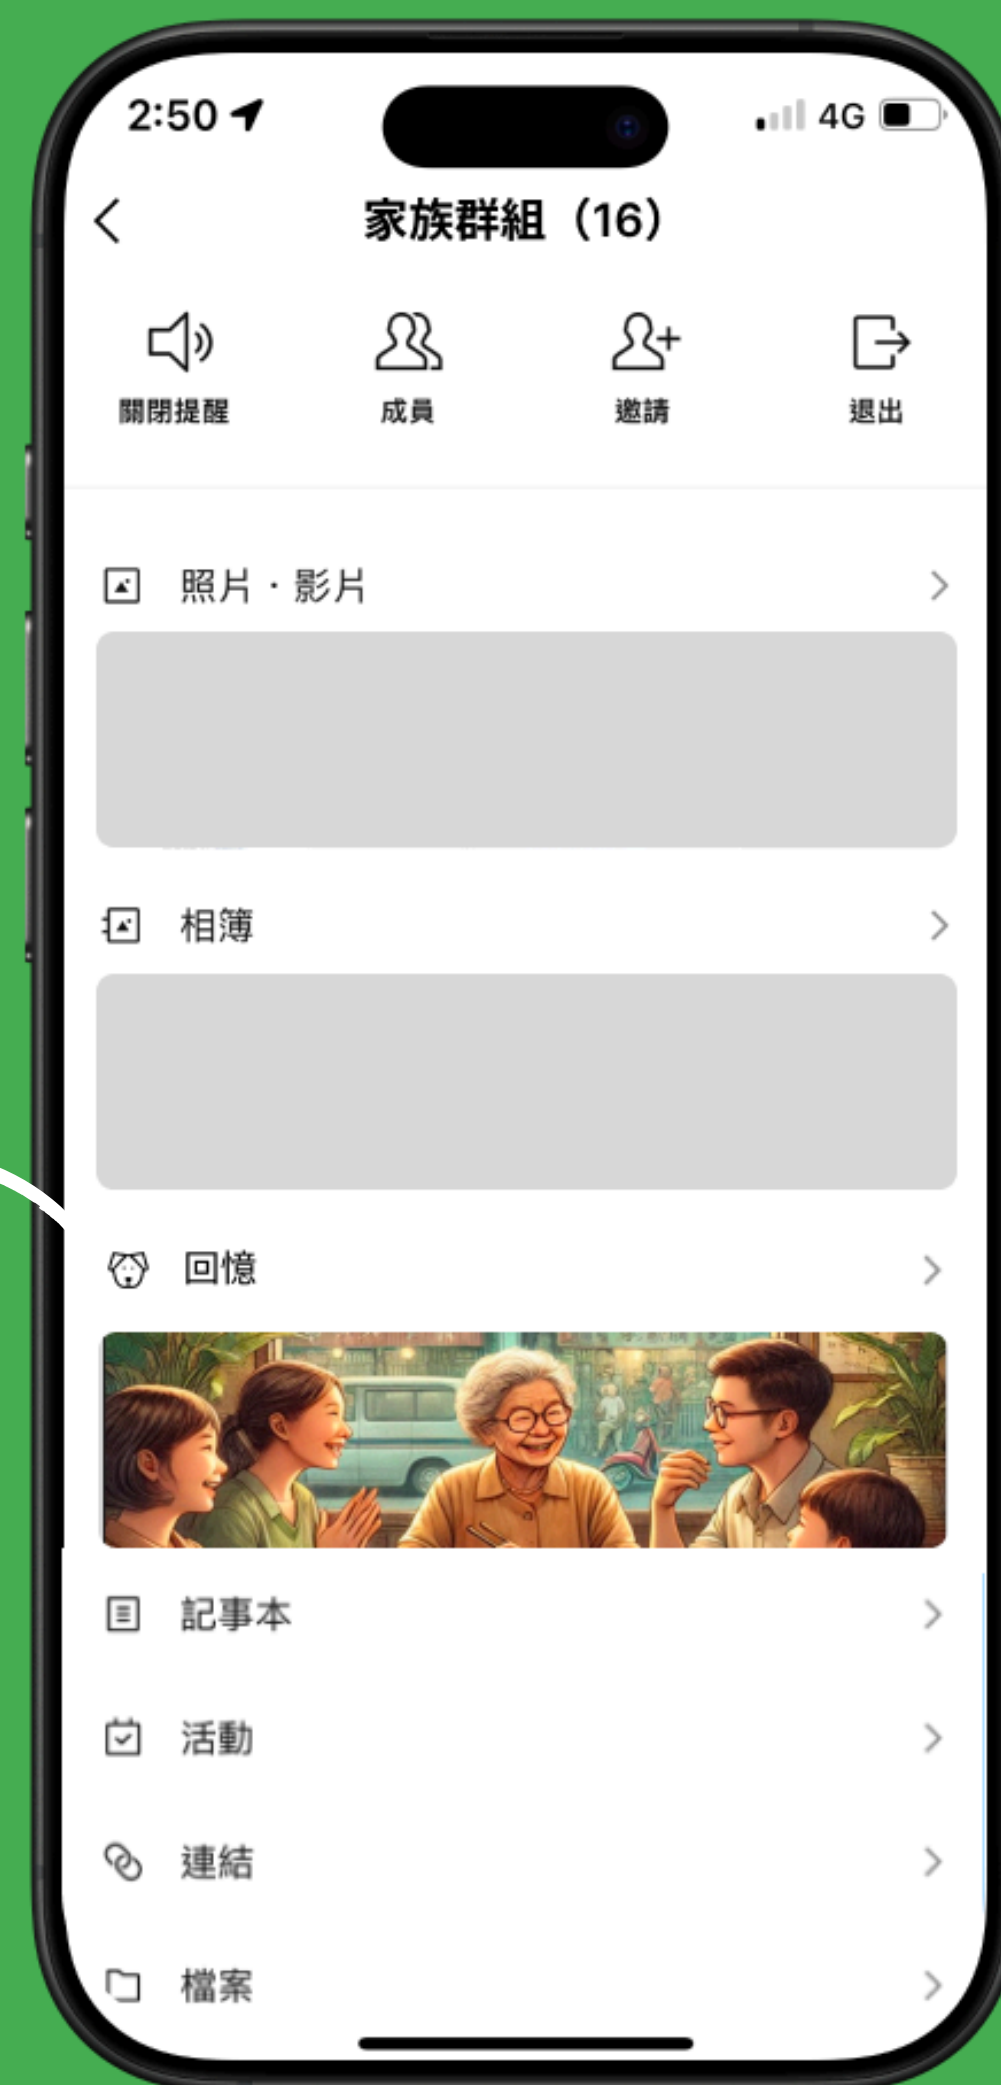 2:50 4G
家族群組（16）
關閉提醒 成員 邀請 退出
照片·影片
相簿
回憶
記事本
活動
連結
檔案